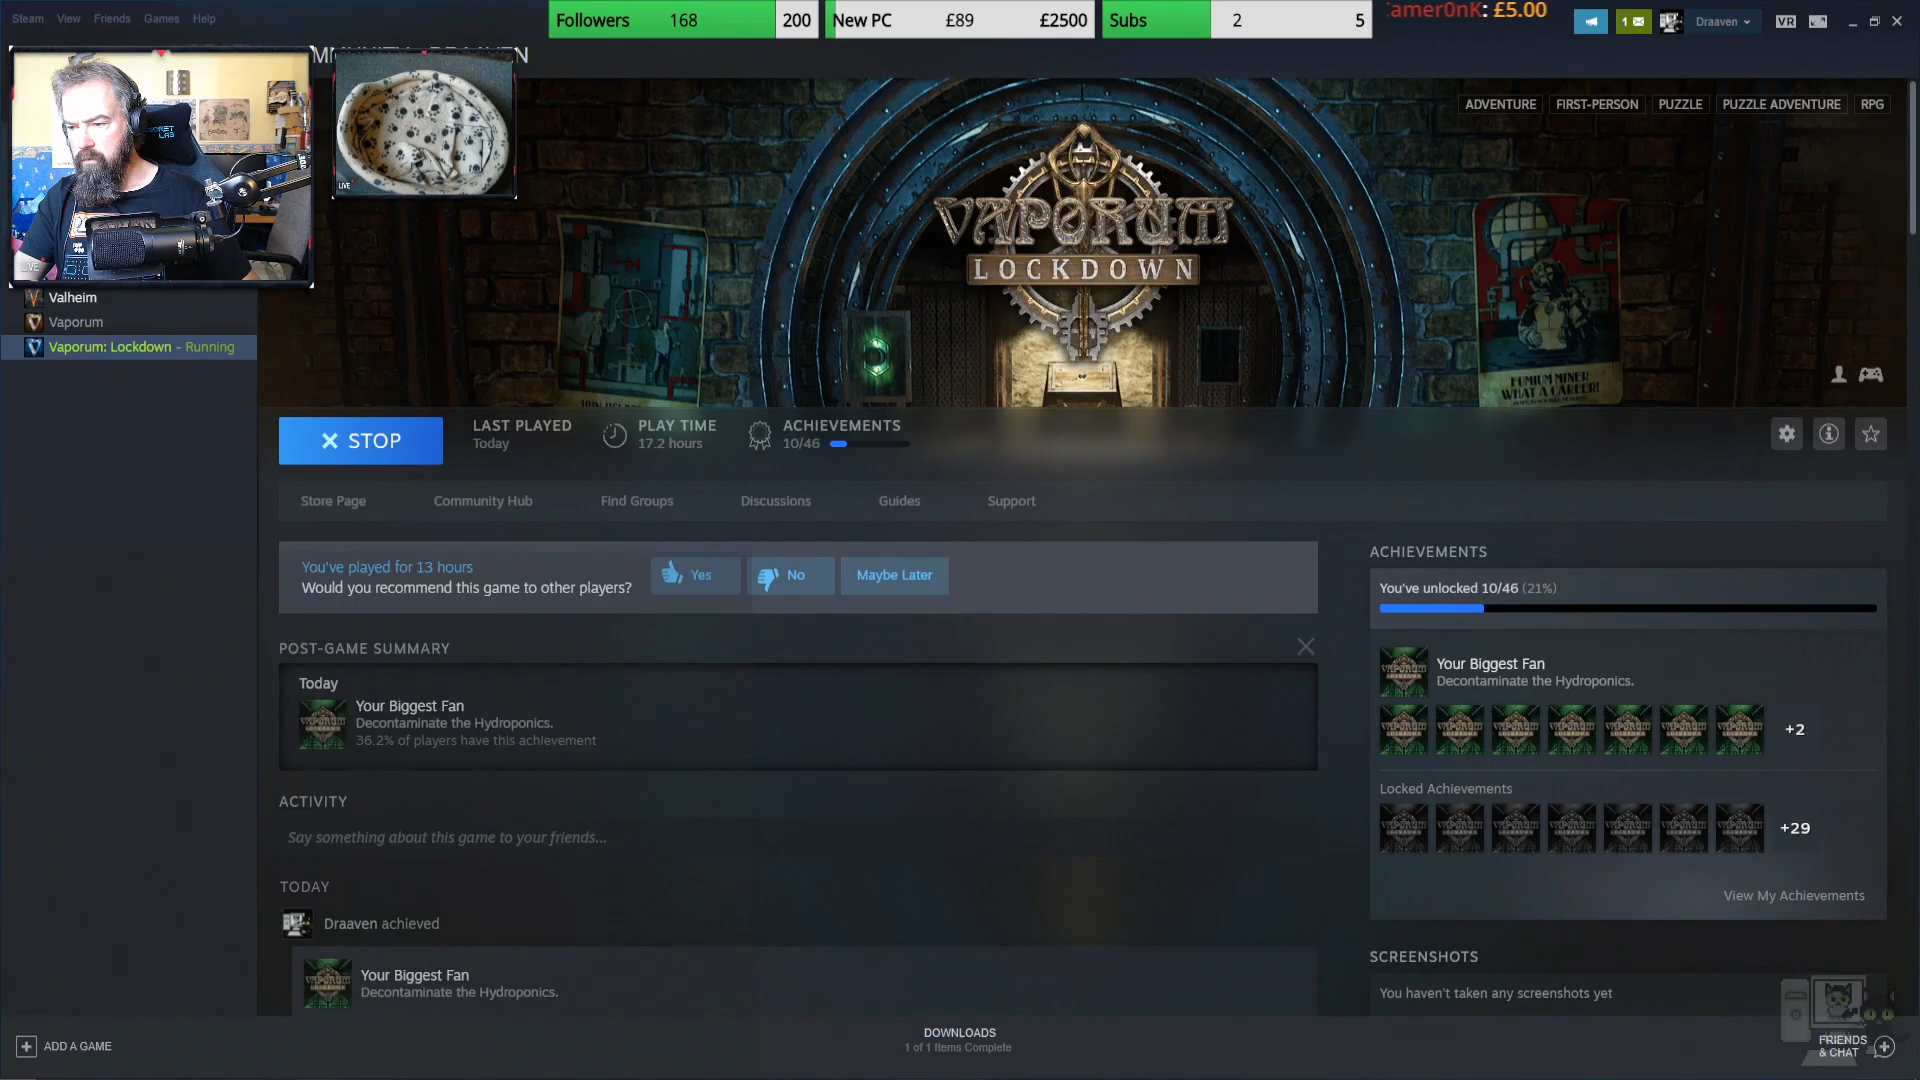 Steam View Friends Games Help
Followers 168 200
New PC £89 £2500
Subs 2 5
amer0nK: £5.00
1
Draaven
VR
LIVE
LIVE
Valheim
Vaporum
Vaporum: Lockdown - Running
ADVENTURE FIRST-PERSON PUZZLE PUZZLE ADVENTURE RPG
VAPORUM
LOCKDOWN
FUMIUM MINER
WHAT A CAREER!
STOP
LAST PLAYED
Today
PLAY TIME
17.2 hours
ACHIEVEMENTS
10/46
Store Page Community Hub Find Groups Discussions Guides Support
You've played for 13 hours
Would you recommend this game to other players?
Yes No Maybe Later
POST-GAME SUMMARY
Today
Your Biggest Fan
Decontaminate the Hydroponics.
36.2% of players have this achievement
ACTIVITY
Say something about this game to your friends...
TODAY
Draaven achieved
Your Biggest Fan
Decontaminate the Hydroponics.
ACHIEVEMENTS
You've unlocked 10/46 (21%)
Your Biggest Fan
Decontaminate the Hydroponics.
+2
Locked Achievements
+29
View My Achievements
SCREENSHOTS
You haven't taken any screenshots yet
ADD A GAME
DOWNLOADS
1 of 1 Items Complete
FRIENDS
& CHAT